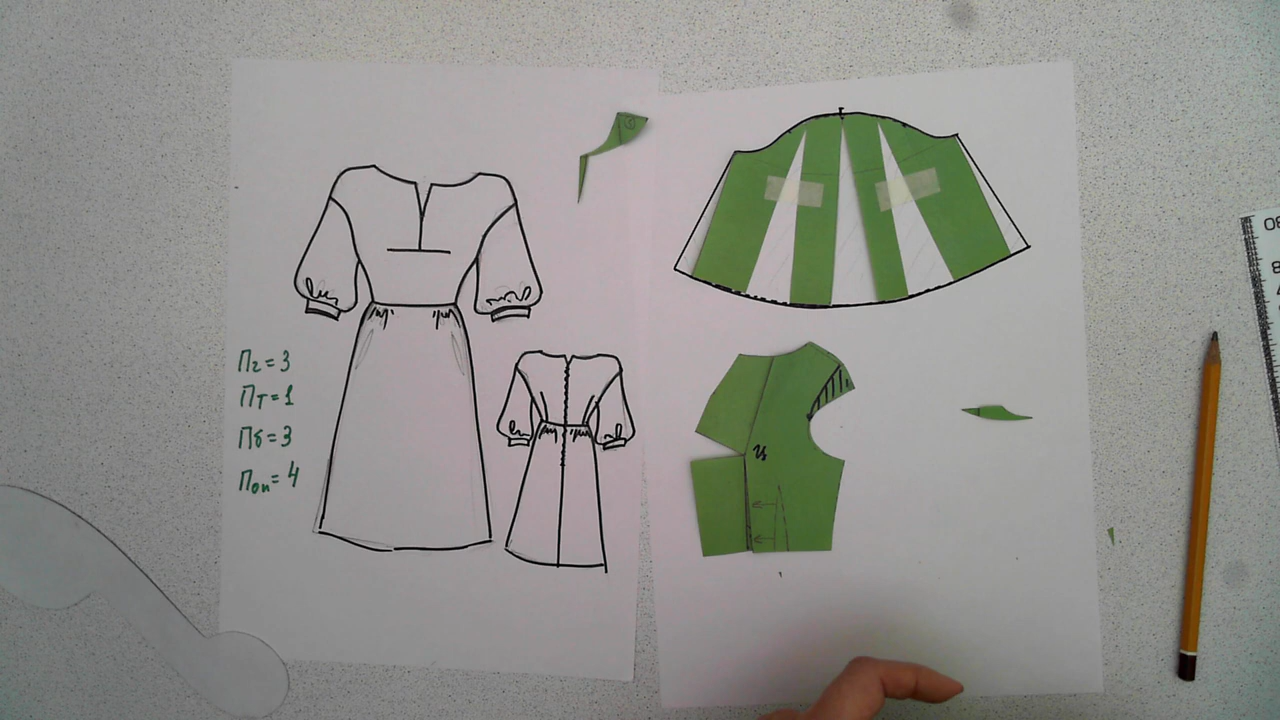 Пг = 3
Пт = 1
Пб = 3
Поп = 4